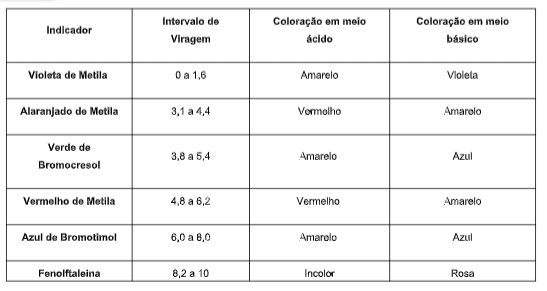 Indicador Intervalo de Viragem Coloração em meio ácido Coloração em meio básico
Violeta de Metila 0 a 1,6 Amarelo Violeta
Alaranjado de Metila 3,1 a 4,4 Vermelho Amarelo
Verde de Bromocresol 3,8 a 5,4 Amarelo Azul
Vermelho de Metila 4,8 a 6,2 Vermelho Amarelo
Azul de Bromotimol 6,0 a 8,0 Amarelo Azul
Fenolftaleina 8,2 a 10 Incolor Rosa